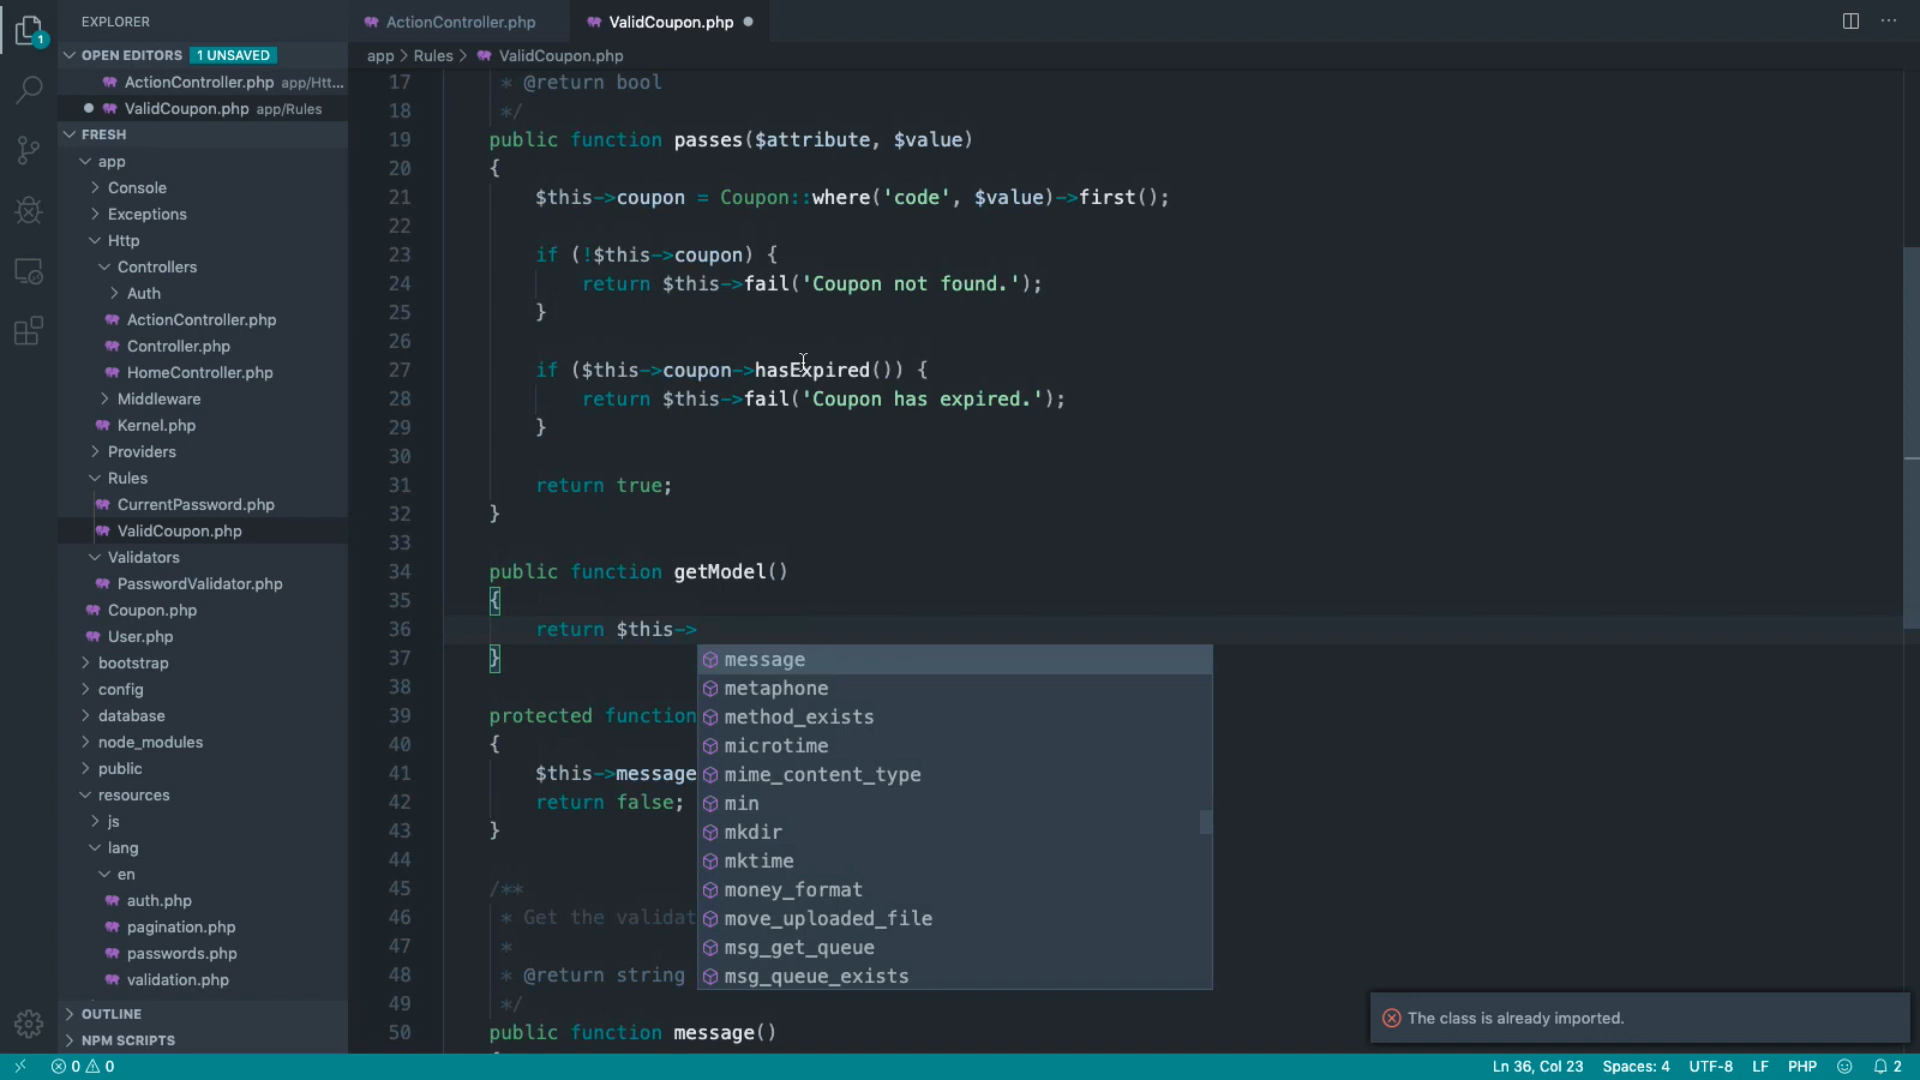 EXPLORER
OPEN EDITORS 1 UNSAVED
ActionController.php app/Htt...
ValidCoupon.php app/Rules
FRESH
app
Console
Exceptions
Http
Controllers
Auth
ActionController.php
Controller.php
HomeController.php
Middleware
Kernel.php
Providers
Rules
CurrentPassword.php
ValidCoupon.php
Validators
PasswordValidator.php
Coupon.php
User.php
bootstrap
config
database
node_modules
public
resources
js
lang
en
auth.php
pagination.php
passwords.php
validation.php
OUTLINE
NPM SCRIPTS
1
ActionController.php ValidCoupon.php
app > Rules > ValidCoupon.php
17 * @return bool
18 */
19 public function passes($attribute, $value)
20 {
21 $this->coupon = Coupon::where('code', $value)->first();
22
23 if (!$this->coupon) {
24 return $this->fail('Coupon not found.');
25 }
26
27 if ($this->coupon->hasExpired()) {
28 return $this->fail('Coupon has expired.');
29 }
30
31 return true;
32 }
33
34 public function getModel()
35 {
36 return $this->
37 }
38
39 protected function
40 {
41 $this->message
42 return false;
43 }
44
45 /**
46 * Get the validat
47 *
48 * @return string
49 */
50 public function message()
message
metaphone
method_exists
microtime
mime_content_type
min
mkdir
mktime
money_format
move_uploaded_file
msg_get_queue
msg_queue_exists
The class is already imported.
0 0 Ln 36, Col 23 Spaces: 4 UTF-8 LF PHP 2